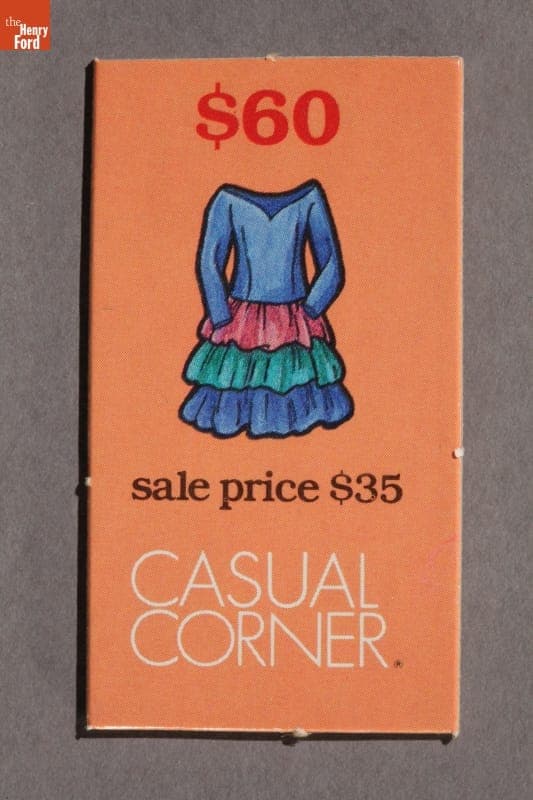 the
Henry
Ford
$60
sale price $35
CASUAL
CORNER®